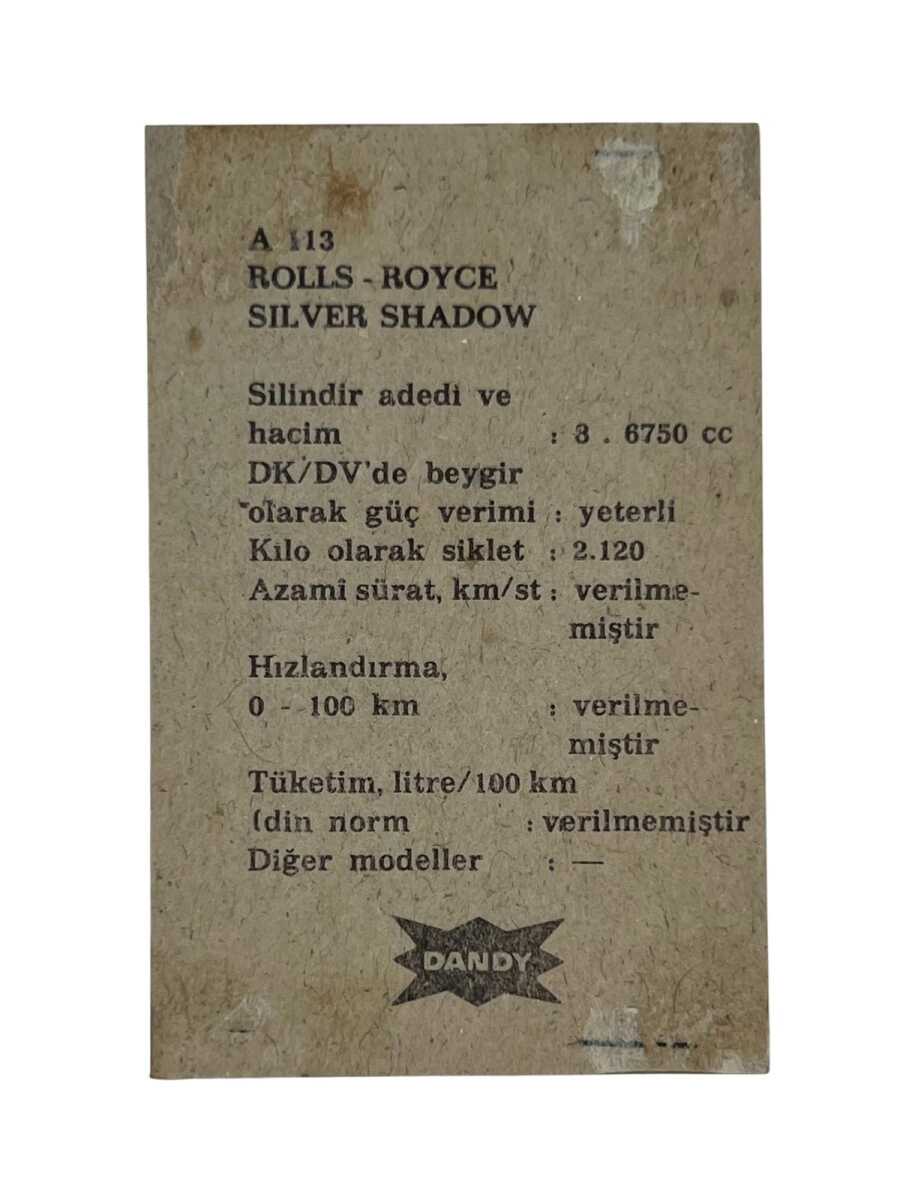 A 113
ROLLS - ROYCE
SILVER SHADOW
Silindir adedi ve
hacim : 8 . 6750 cc
DK/DV'de beygir
olarak güç verimi : yeterli
Kilo olarak siklet : 2.120
Azamî sürat, km/st : verilme-
miştir
Hızlandırma,
0 - 100 km : verilme-
miştir
Tüketim, litre/100 km
(din norm : verilmemiştir
Diğer modeller : —
DANDY